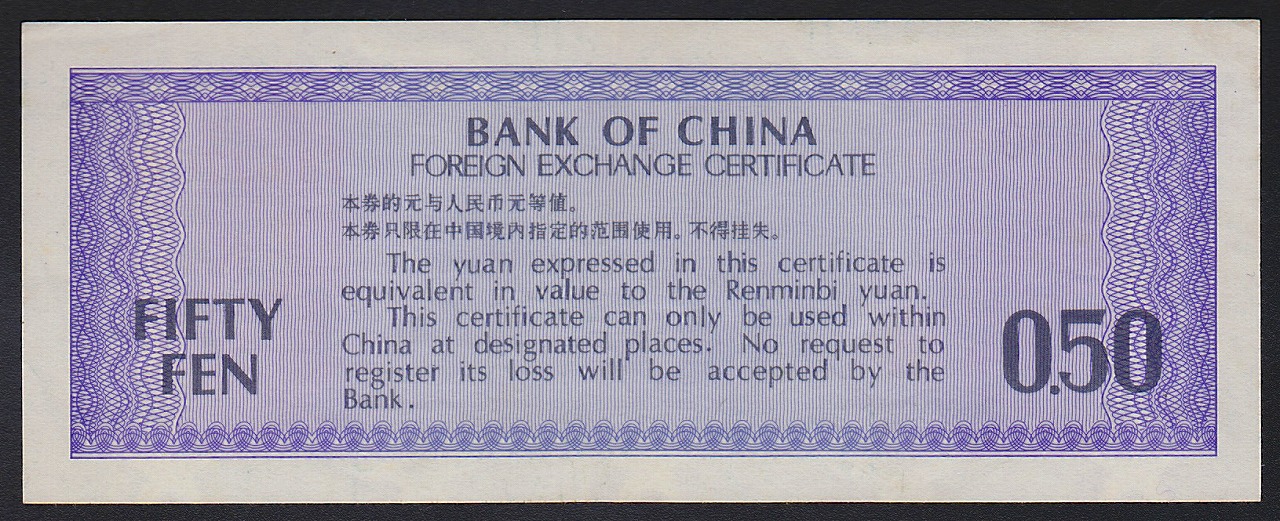 BANK OF CHINA
FOREIGN EXCHANGE CERTIFICATE
本券的元与人民币元等值。
本券只限在中国境内指定的范围使用。不得挂失。
The yuan expressed in this certificate is
equivalent in value to the Renminbi yuan.
This certificate can only be used within
China at designated places. No request to
register its loss will be accepted by the
Bank.
FIFTY
FEN
0.50